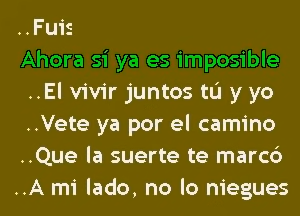 ..Fuis
Ahora si ya es imposible
..El vivir juntos tú y yo
..Vete ya por el camino
..Que la suerte te marcó
..A mi lado, no lo niegues